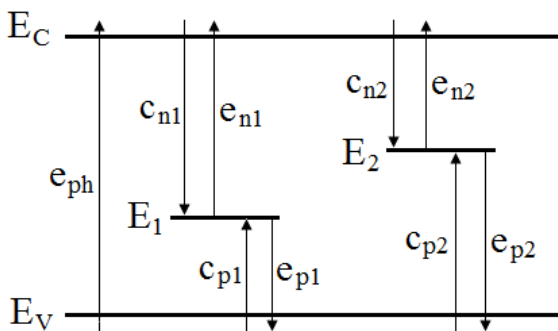 E_C
c_n1
e_n1
c_n2
e_n2
e_ph
E_1
E_2
c_p1
e_p1
c_p2
e_p2
E_V